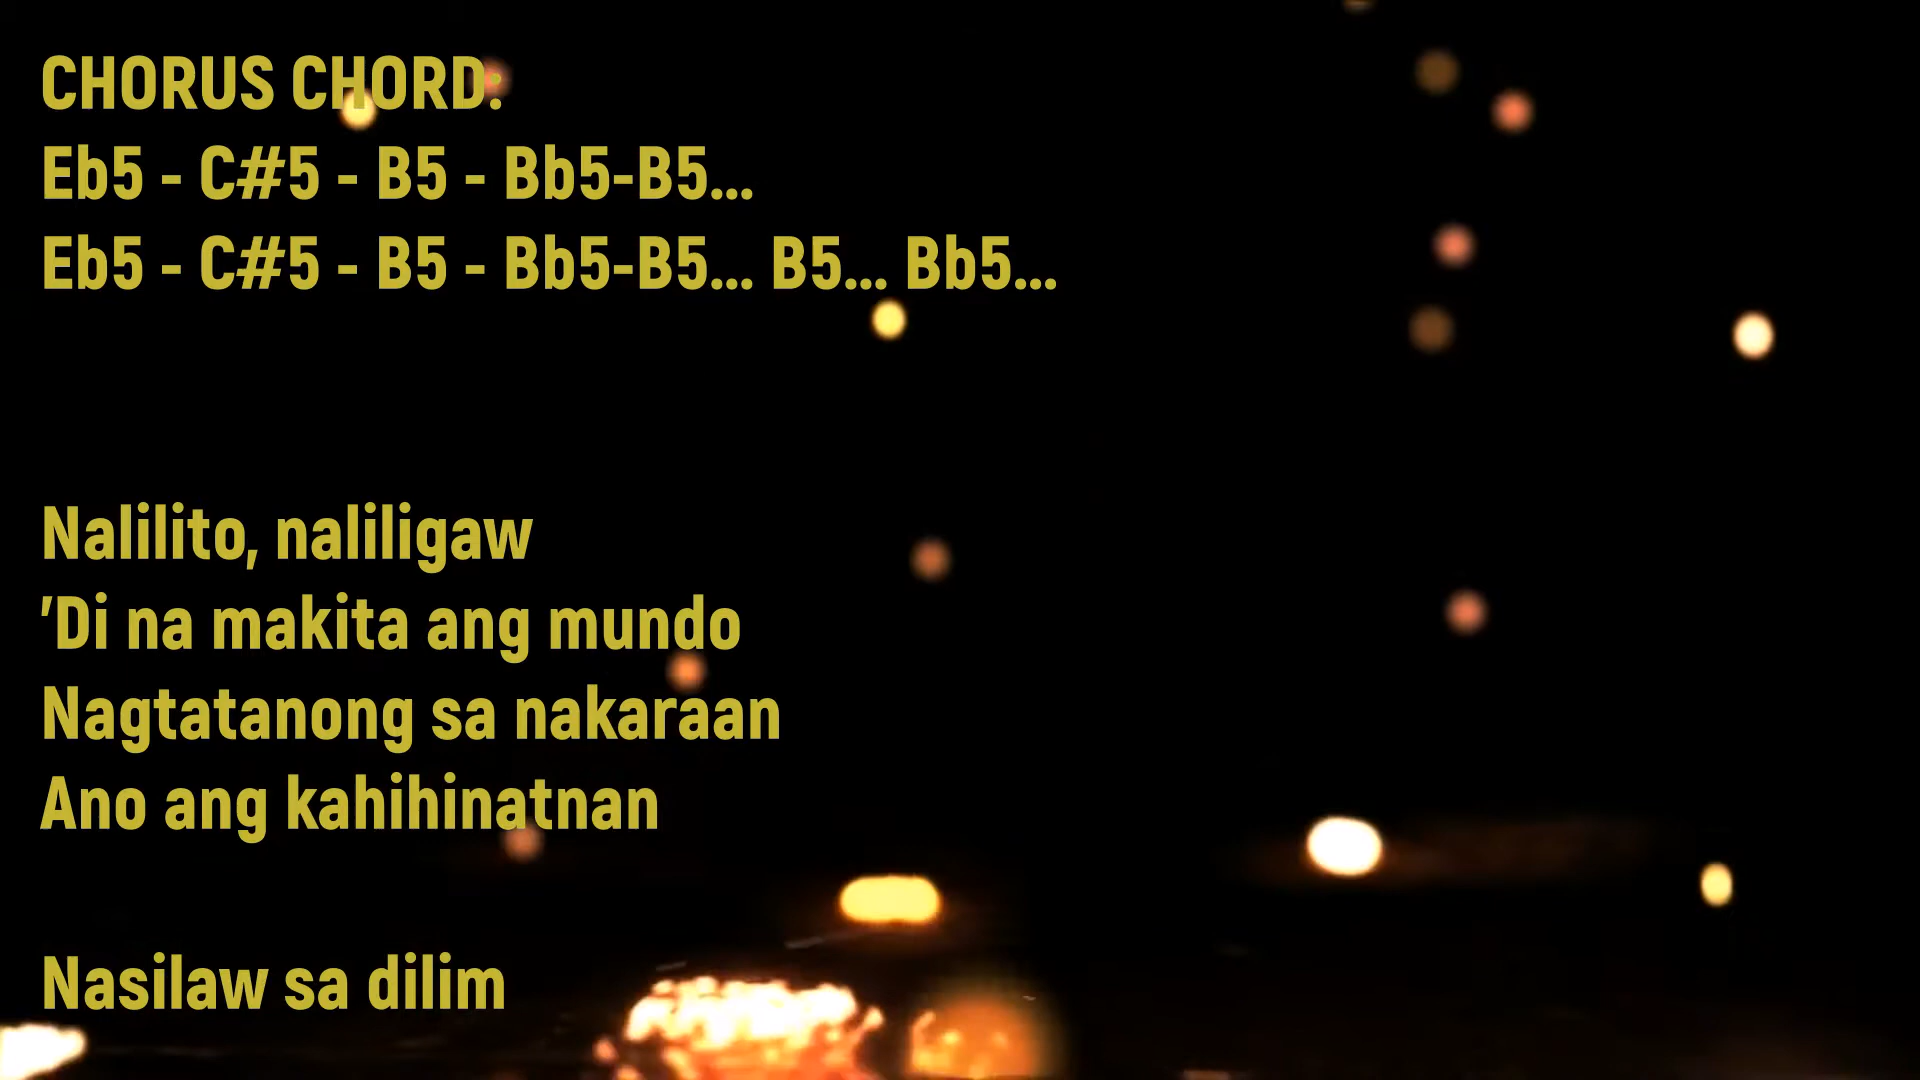 CHORUS CHORD:
Eb5 - C#5 - B5 - Bb5-B5...
Eb5 - C#5 - B5 - Bb5-B5... B5... Bb5...
Nalilito, naliligaw
'Di na makita ang mundo
Nagtatanong sa nakaraan
Ano ang kahihinatnan
Nasilaw sa dilim